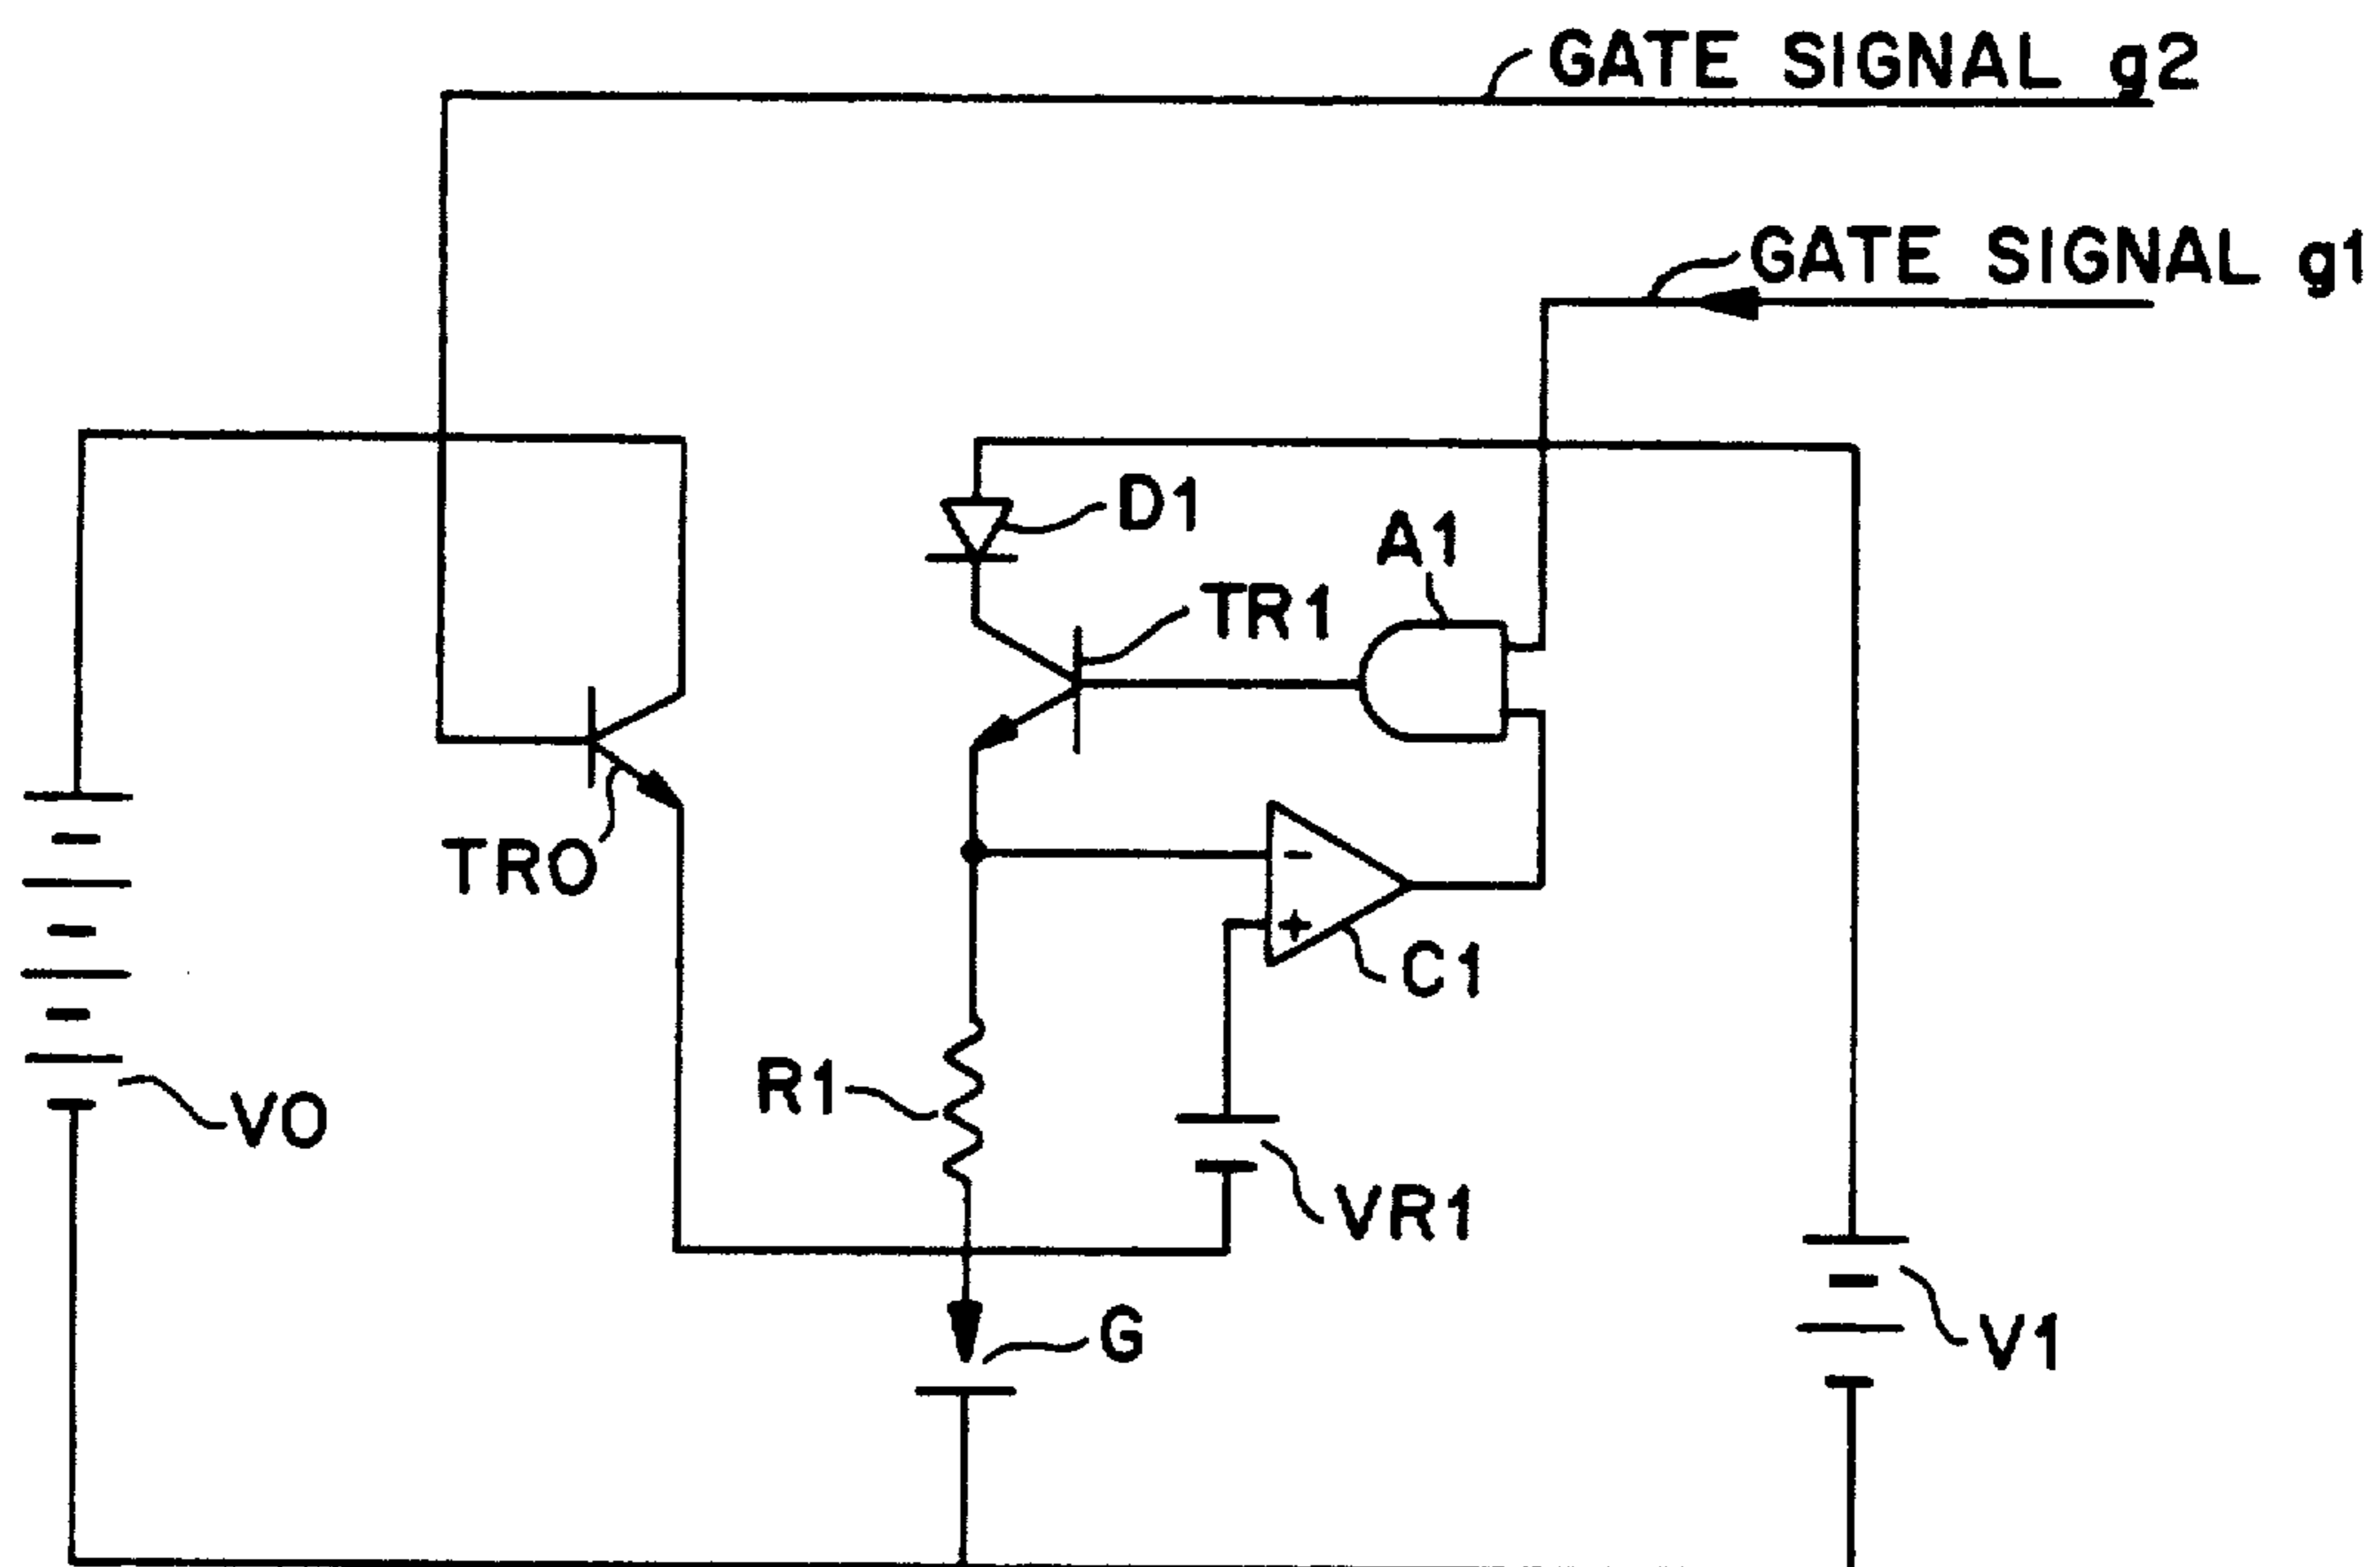 GATE SIGNAL g2
GATE SIGNAL g1
D1
A1
TR1
TRO
-
+
C1
R1
VO
VR1
G
V1